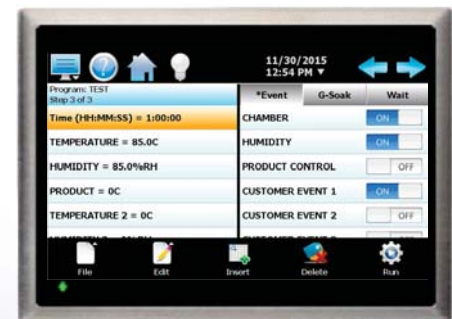 11/30/2015
12:54 PM ▼
Program: TEST
Step 3 of 3
*Event G-Soak Wait
Time (HH:MM:SS) = 1:00:00
CHAMBER ON
TEMPERATURE = 85.0C
HUMIDITY ON
HUMIDITY = 85.0%RH
PRODUCT CONTROL OFF
PRODUCT = 0C
CUSTOMER EVENT 1 ON
TEMPERATURE 2 = 0C
CUSTOMER EVENT 2 OFF
File Edit Insert Delete Run